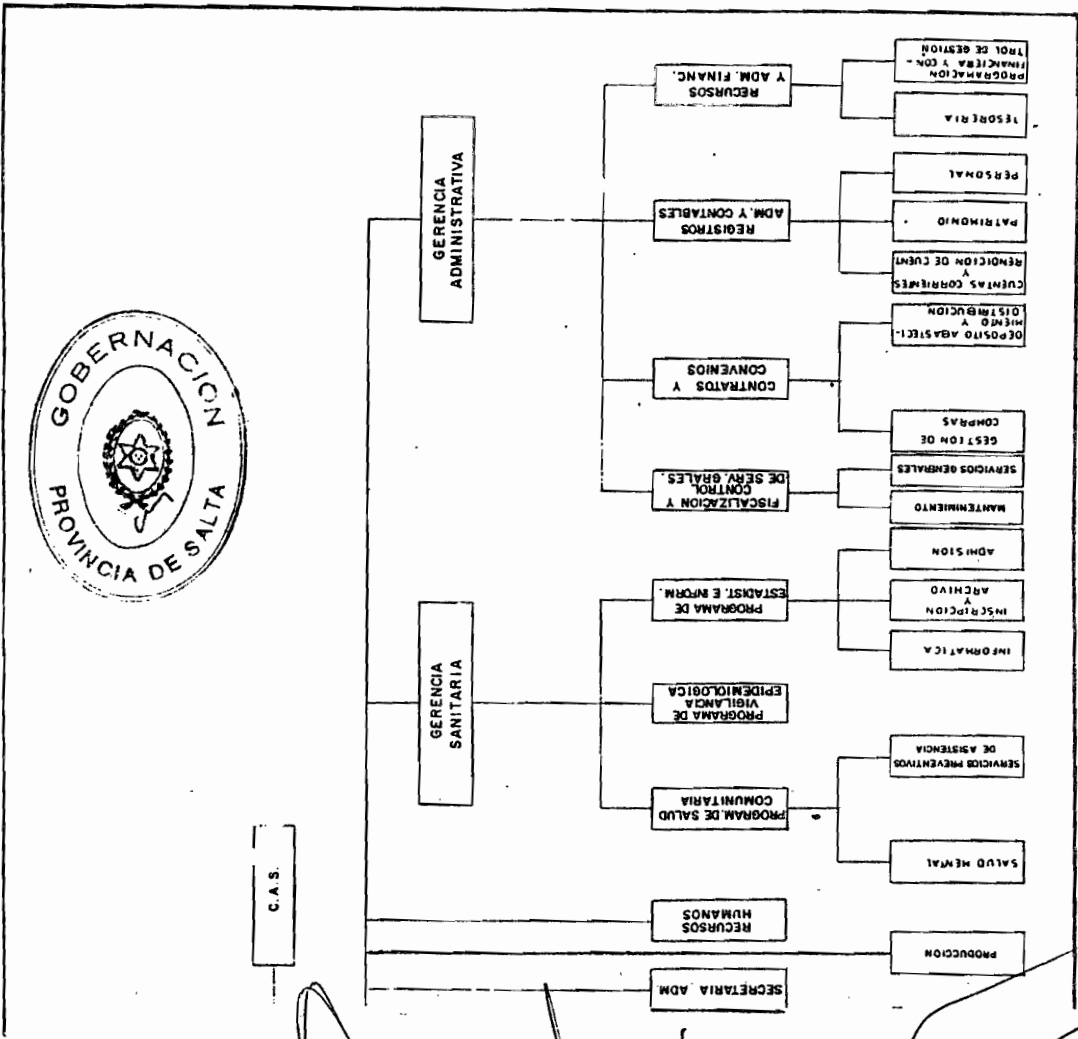 GOBERNACION
PROVINCIA DE SALTA
C.A.S.
GERENCIA
ADMINISTRATIVA
RECURSOS
Y ADM. FINANC.
PROGRAMACION
FINANCIERA Y CON-
TROL DE GESTION
TESORERIA
REGISTROS
ADM. Y CONTABLES
PERSONAL
PATRIMONIO
CUENTAS CORRIENTES
Y
RENDICION DE CUENT
CONTRATOS Y
CONVENIOS
DEPOSITO ABASTECI-
MIENTO Y
DISTRIBUCION
GESTION DE
COMPRAS
FISCALIZACION Y
CONTROL
DE SERV. GRALES.
SERVICIOS GENERALES
MANTENIMIENTO
GERENCIA
SANITARIA
PROGRAMA DE
ESTADIST. E INFORM.
ADMISION
INSCRIPCION
Y
ARCHIVO
INFORMATICA
PROGRAMA DE
VIGILANCIA
EPIDEMIOLOGICA
PROGRAM. DE SALUD
COMUNITARIA
SERVICIOS PREVENTIVOS
DE ASISTENCIA
SALUD MENTAL
RECURSOS
HUMANOS
PRODUCCION
SECRETARIA ADM.